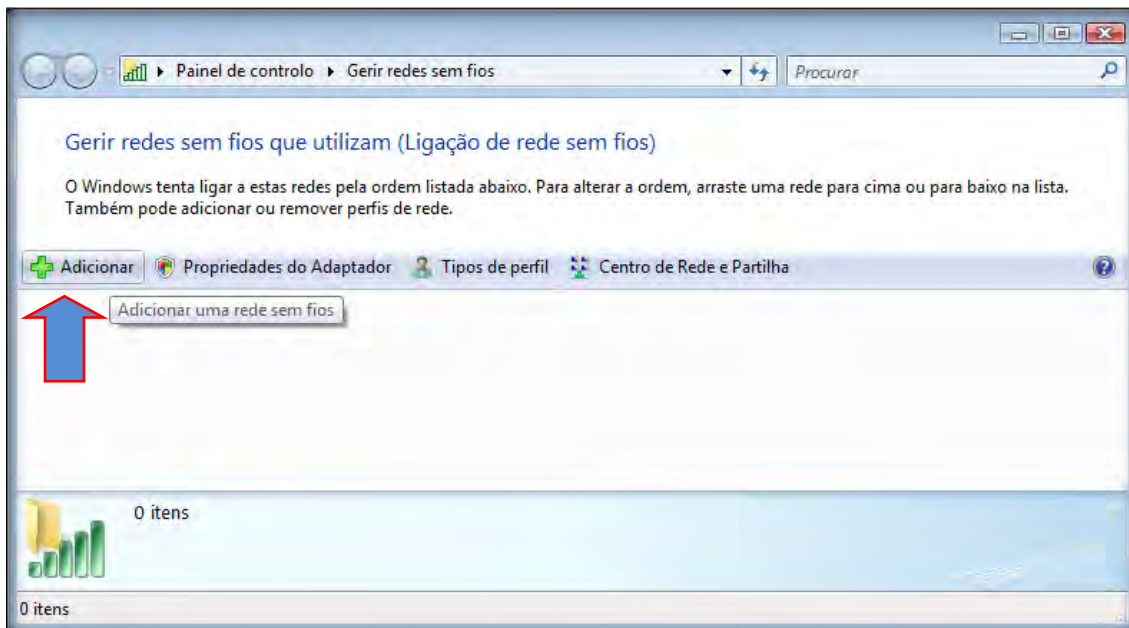 Painel de controlo Gerir redes sem fios
Procurar
Gerir redes sem fios que utilizam (Ligação de rede sem fios)
O Windows tenta ligar a estas redes pela ordem listada abaixo. Para alterar a ordem, arraste uma rede para cima ou para baixo na lista.
Também pode adicionar ou remover perfis de rede.
Adicionar Propriedades do Adaptador Tipos de perfil Centro de Rede e Partilha
Adicionar uma rede sem fios
0 itens
0 itens